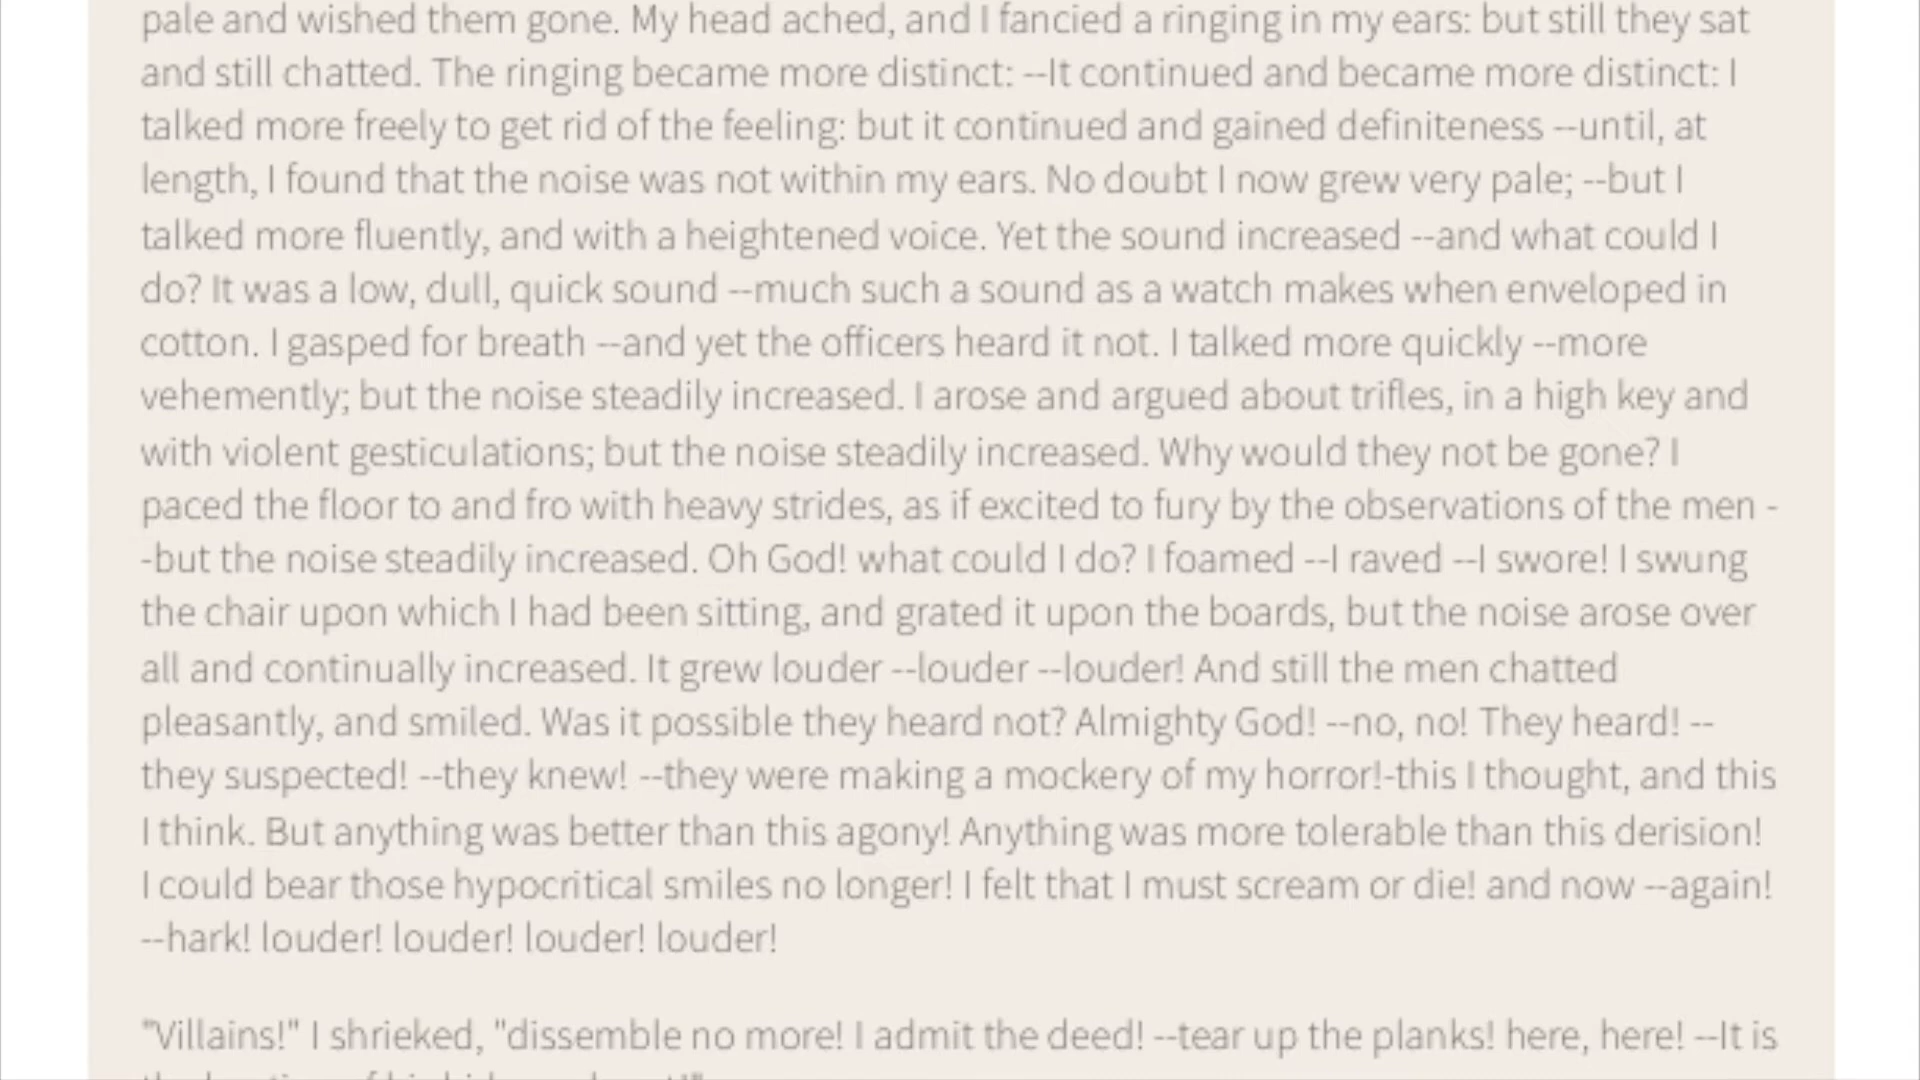 pale and wished them gone. My head ached, and I fancied a ringing in my ears: but still they sat
and still chatted. The ringing became more distinct: --It continued and became more distinct: I
talked more freely to get rid of the feeling: but it continued and gained definiteness --until, at
length, I found that the noise was not within my ears. No doubt I now grew very pale; --but I
talked more fluently, and with a heightened voice. Yet the sound increased --and what could I
do? It was a low, dull, quick sound --much such a sound as a watch makes when enveloped in
cotton. I gasped for breath --and yet the officers heard it not. I talked more quickly --more
vehemently; but the noise steadily increased. I arose and argued about trifles, in a high key and
with violent gesticulations; but the noise steadily increased. Why would they not be gone? I
paced the floor to and fro with heavy strides, as if excited to fury by the observations of the men -
-but the noise steadily increased. Oh God! what could I do? I foamed --I raved --I swore! I swung
the chair upon which I had been sitting, and grated it upon the boards, but the noise arose over
all and continually increased. It grew louder --louder --louder! And still the men chatted
pleasantly, and smiled. Was it possible they heard not? Almighty God! --no, no! They heard! --
they suspected! --they knew! --they were making a mockery of my horror!-this I thought, and this
I think. But anything was better than this agony! Anything was more tolerable than this derision!
I could bear those hypocritical smiles no longer! I felt that I must scream or die! and now --again!
--hark! louder! louder! louder! louder!
"Villains!" I shrieked, "dissemble no more! I admit the deed! --tear up the planks! here, here! --It is